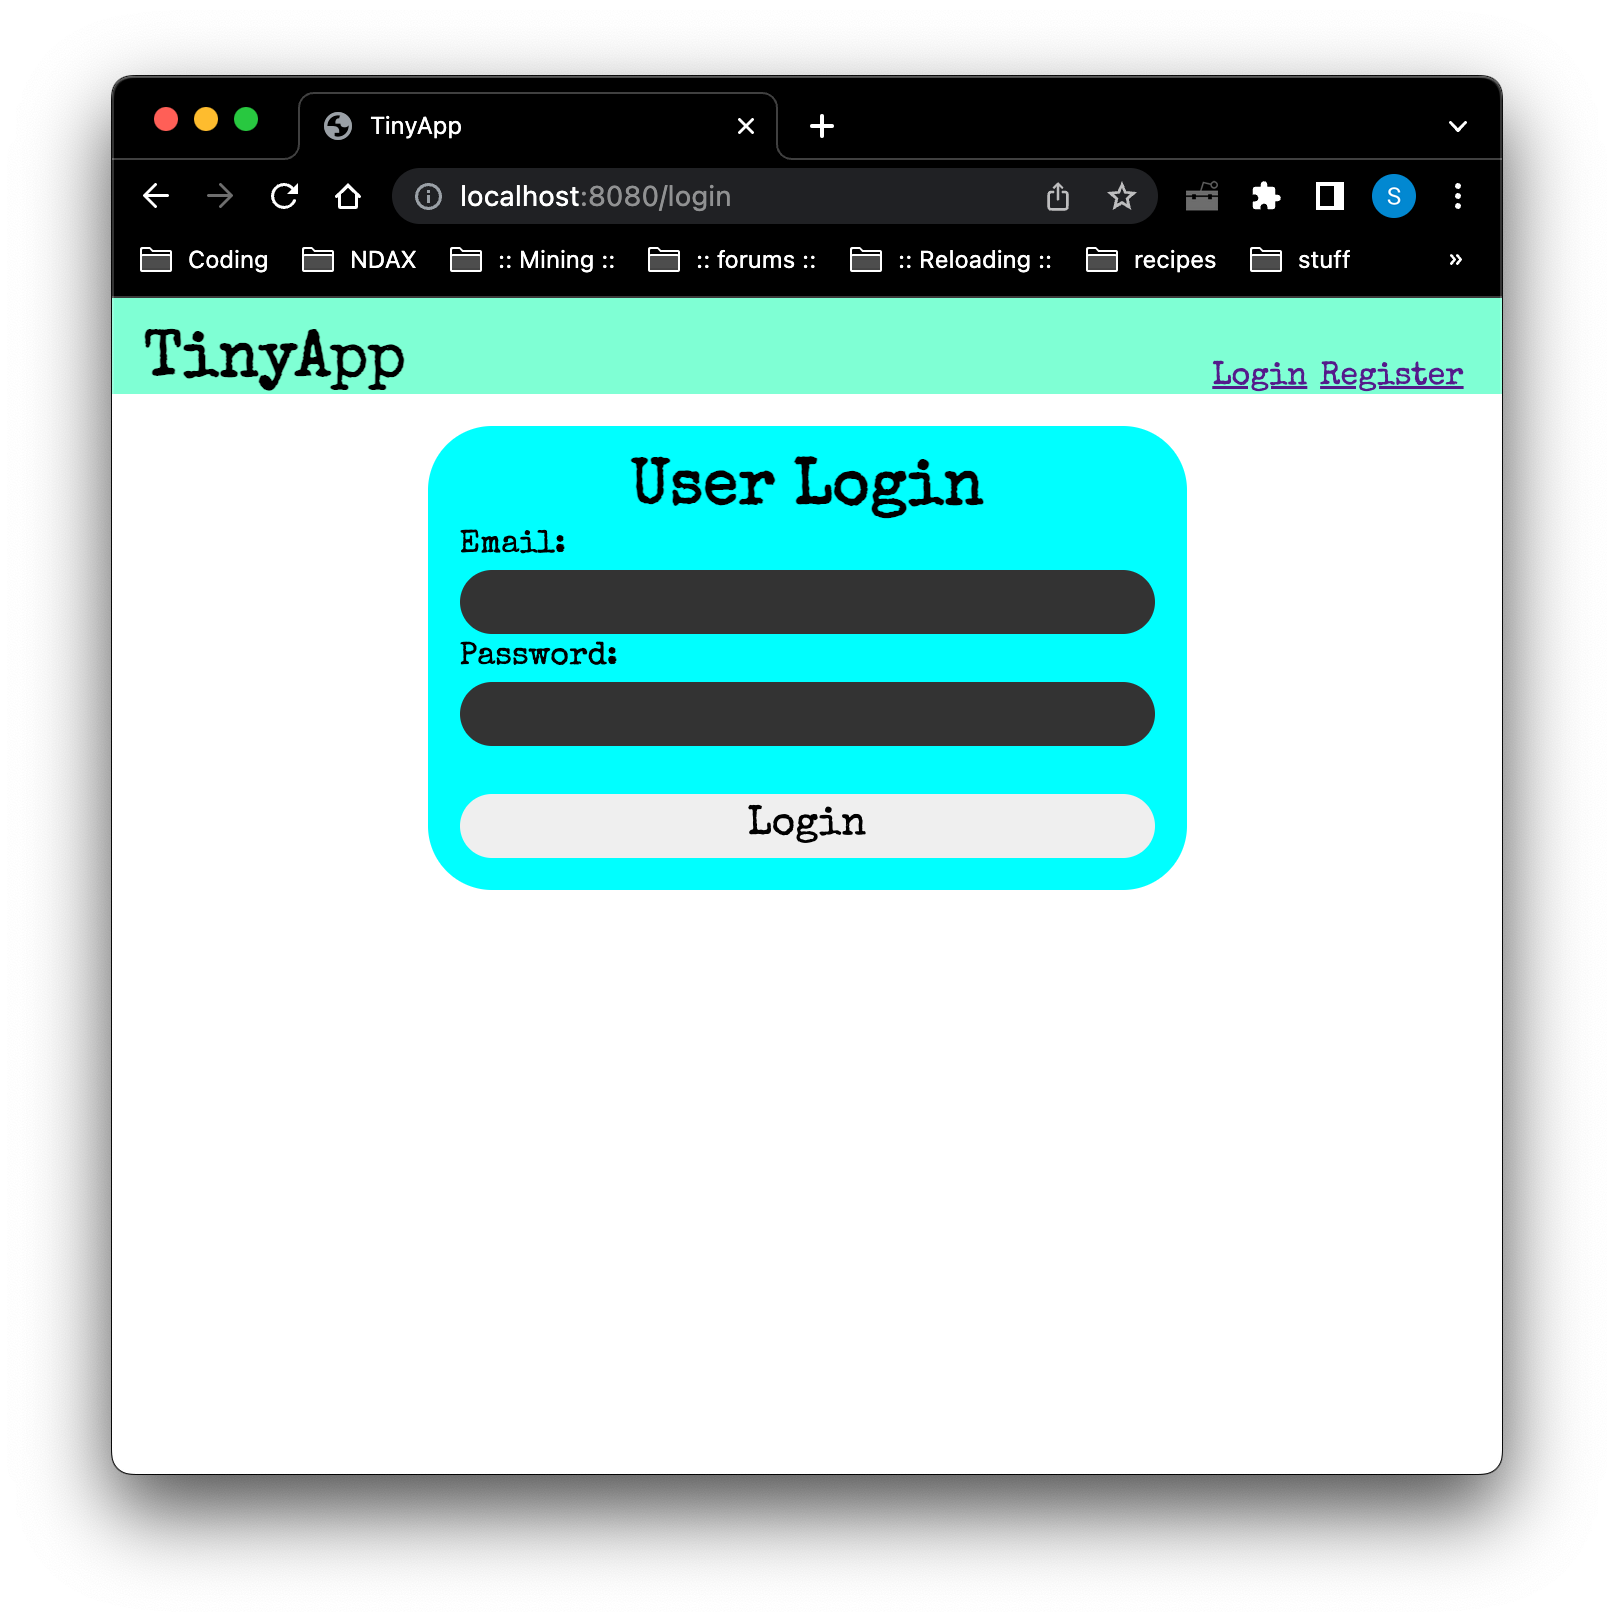 TinyApp
localhost:8080/login
S
Coding NDAX :: Mining :: :: forums :: :: Reloading :: recipes stuff »
TinyApp
Login Register
User Login
Email:
Password:
Login